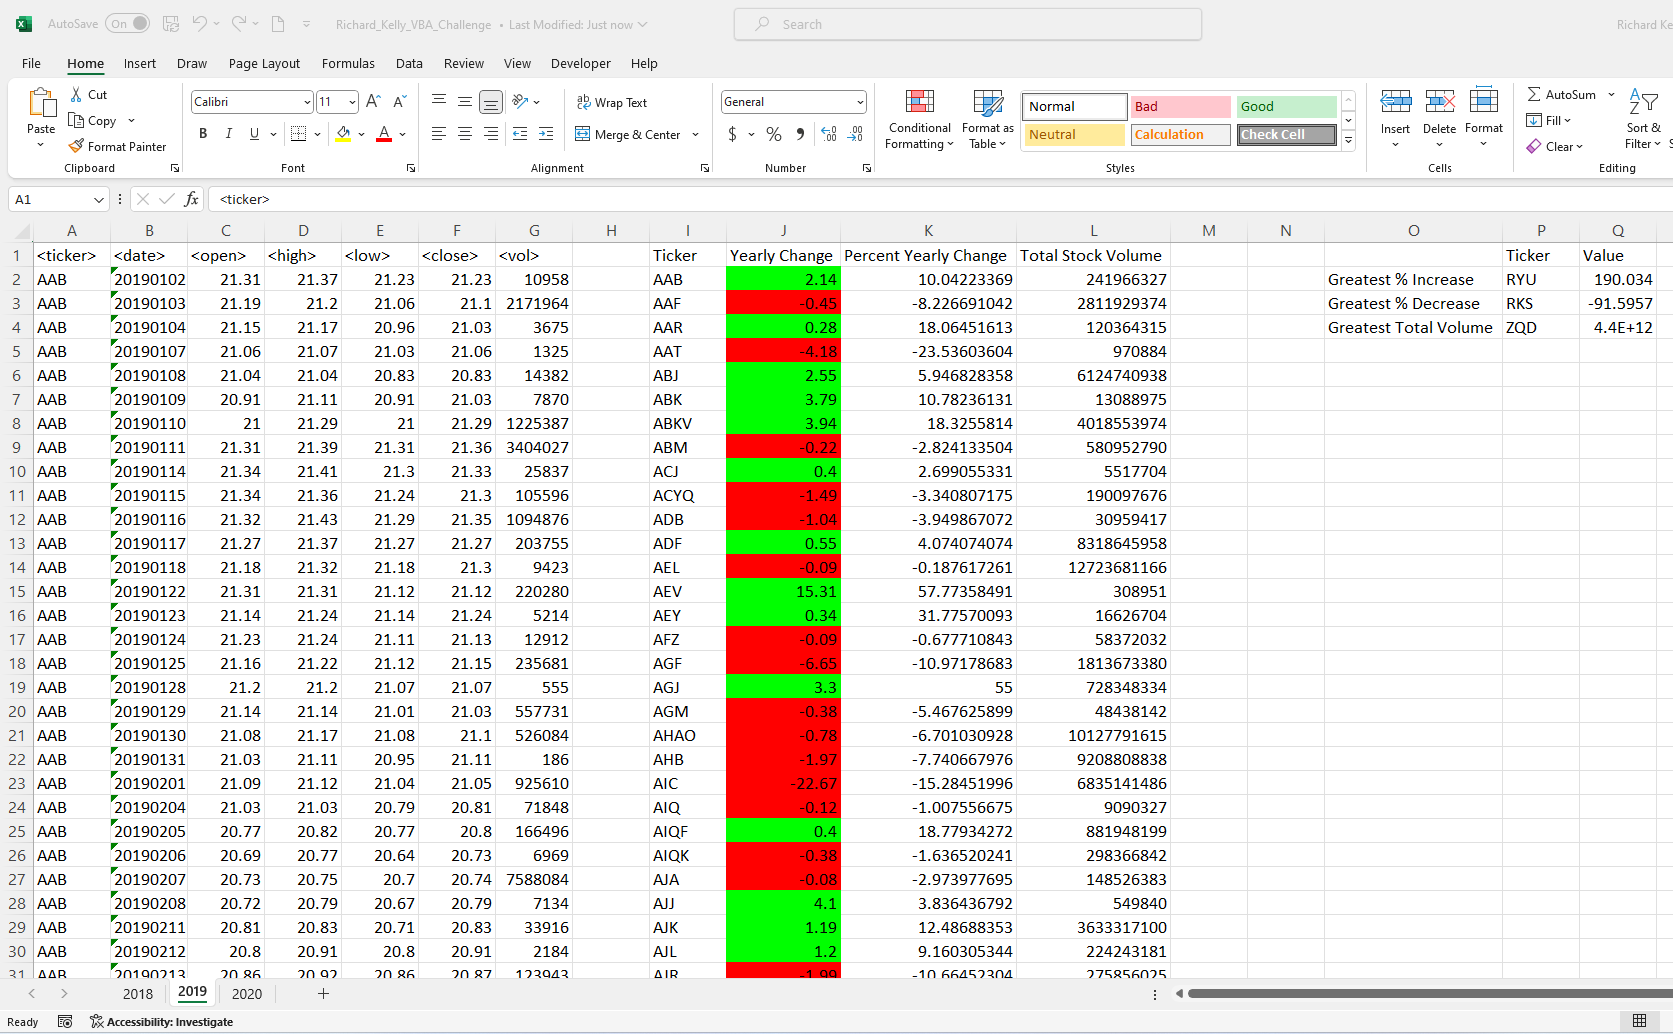 AutoSave On Richard_Kelly_VBA_Challenge • Last Modified: Just now Search Richard Ke
File Home Insert Draw Page Layout Formulas Data Review View Developer Help
Paste Cut Copy Format Painter Clipboard
Calibri 11 B I U A Font
ab Wrap Text Merge & Center Alignment
General $ % Number
Conditional Formatting Format as Table Normal Bad Good Neutral Calculation Check Cell Styles
Insert Delete Format Cells
AutoSum Fill Clear Sort & Filter Editing
A1 fx <ticker>
A B C D E F G H I J K L M N O P Q
1 <ticker> <date> <open> <high> <low> <close> <vol> Ticker Yearly Change Percent Yearly Change Total Stock Volume Ticker Value
2 AAB 20190102 21.31 21.37 21.23 21.23 10958 AAB 2.14 10.04223369 241966327 Greatest % Increase RYU 190.034
3 AAB 20190103 21.19 21.2 21.06 21.1 2171964 AAF -0.45 -8.226691042 2811929374 Greatest % Decrease RKS -91.5957
4 AAB 20190104 21.15 21.17 20.96 21.03 3675 AAR 0.28 18.06451613 120364315 Greatest Total Volume ZQD 4.4E+12
5 AAB 20190107 21.06 21.07 21.03 21.06 1325 AAT -4.18 -23.53603604 970884
6 AAB 20190108 21.04 21.04 20.83 20.83 14382 ABJ 2.55 5.946828358 6124740938
7 AAB 20190109 20.91 21.11 20.91 21.03 7870 ABK 3.79 10.78236131 13088975
8 AAB 20190110 21 21.29 21 21.29 1225387 ABKV 3.94 18.3255814 4018553974
9 AAB 20190111 21.31 21.39 21.31 21.36 3404027 ABM -0.22 -2.824133504 580952790
10 AAB 20190114 21.34 21.41 21.3 21.33 25837 ACJ 0.4 2.699055331 5517704
11 AAB 20190115 21.34 21.36 21.24 21.3 105596 ACYQ -1.49 -3.340807175 190097676
12 AAB 20190116 21.32 21.43 21.29 21.35 1094876 ADB -1.04 -3.949867072 30959417
13 AAB 20190117 21.27 21.37 21.27 21.27 203755 ADF 0.55 4.074074074 8318645958
14 AAB 20190118 21.18 21.32 21.18 21.3 9423 AEL -0.09 -0.187617261 12723681166
15 AAB 20190122 21.31 21.31 21.12 21.12 220280 AEV 15.31 57.77358491 308951
16 AAB 20190123 21.14 21.24 21.14 21.24 5214 AEY 0.34 31.77570093 16626704
17 AAB 20190124 21.23 21.24 21.11 21.13 12912 AFZ -0.09 -0.677710843 58372032
18 AAB 20190125 21.16 21.22 21.12 21.15 235681 AGF -6.65 -10.97178683 1813673380
19 AAB 20190128 21.2 21.2 21.07 21.07 555 AGJ 3.3 55 728348334
20 AAB 20190129 21.14 21.14 21.01 21.03 557731 AGM -0.38 -5.467625899 48438142
21 AAB 20190130 21.08 21.17 21.08 21.1 526084 AHAO -0.78 -6.701030928 10127791615
22 AAB 20190131 21.03 21.11 20.95 21.11 186 AHB -1.97 -7.740667976 9208808838
23 AAB 20190201 21.09 21.12 21.04 21.05 925610 AIC -22.67 -15.28451996 6835141486
24 AAB 20190204 21.03 21.03 20.79 20.81 71848 AIQ -0.12 -1.007556675 9090327
25 AAB 20190205 20.77 20.82 20.77 20.8 166496 AIQF 0.4 18.77934272 881948199
26 AAB 20190206 20.69 20.77 20.64 20.73 6969 AIQK -0.38 -1.636520241 298366842
27 AAB 20190207 20.73 20.75 20.7 20.74 7588084 AJA -0.08 -2.973977695 148526383
28 AAB 20190208 20.72 20.79 20.67 20.79 7134 AJJ 4.1 3.836436792 549840
29 AAB 20190211 20.81 20.83 20.71 20.83 33916 AJK 1.19 12.48688353 3633317100
30 AAB 20190212 20.8 20.91 20.8 20.91 2184 AJL 1.2 9.160305344 224243181
31 AAB 20190213 20.86 20.92 20.86 20.87 123943 AJR -1.99 -10.66452304 275856025
2018 2019 2020
Ready Accessibility: Investigate